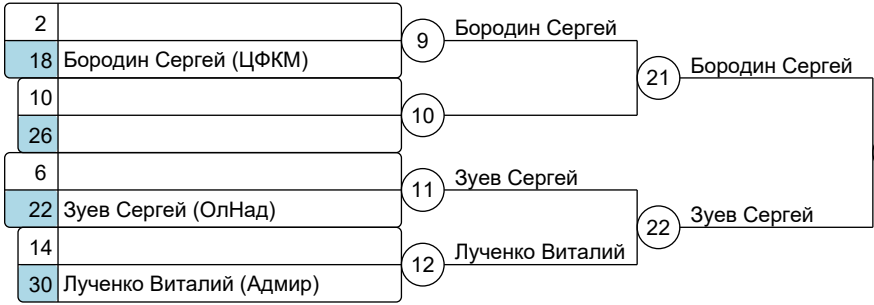 2
18 Бородин Сергей (ЦФКМ)
9 Бородин Сергей
21 Бородин Сергей
10
26
10
6
22 Зуев Сергей (ОлНад)
11 Зуев Сергей
22 Зуев Сергей
14
30 Лученко Виталий (Адмир)
12 Лученко Виталий